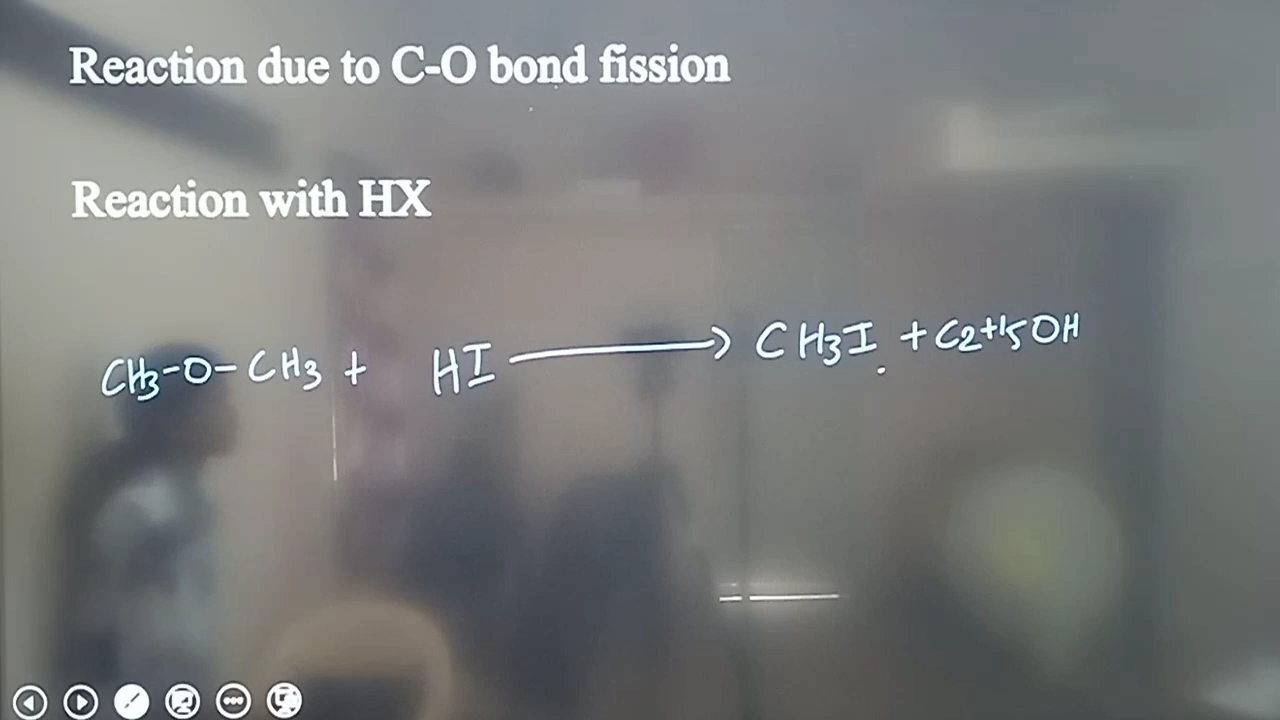 Reaction due to C-O bond fission
Reaction with HX
CH3-O-CH3 + HI → CH3I + C2H5OH